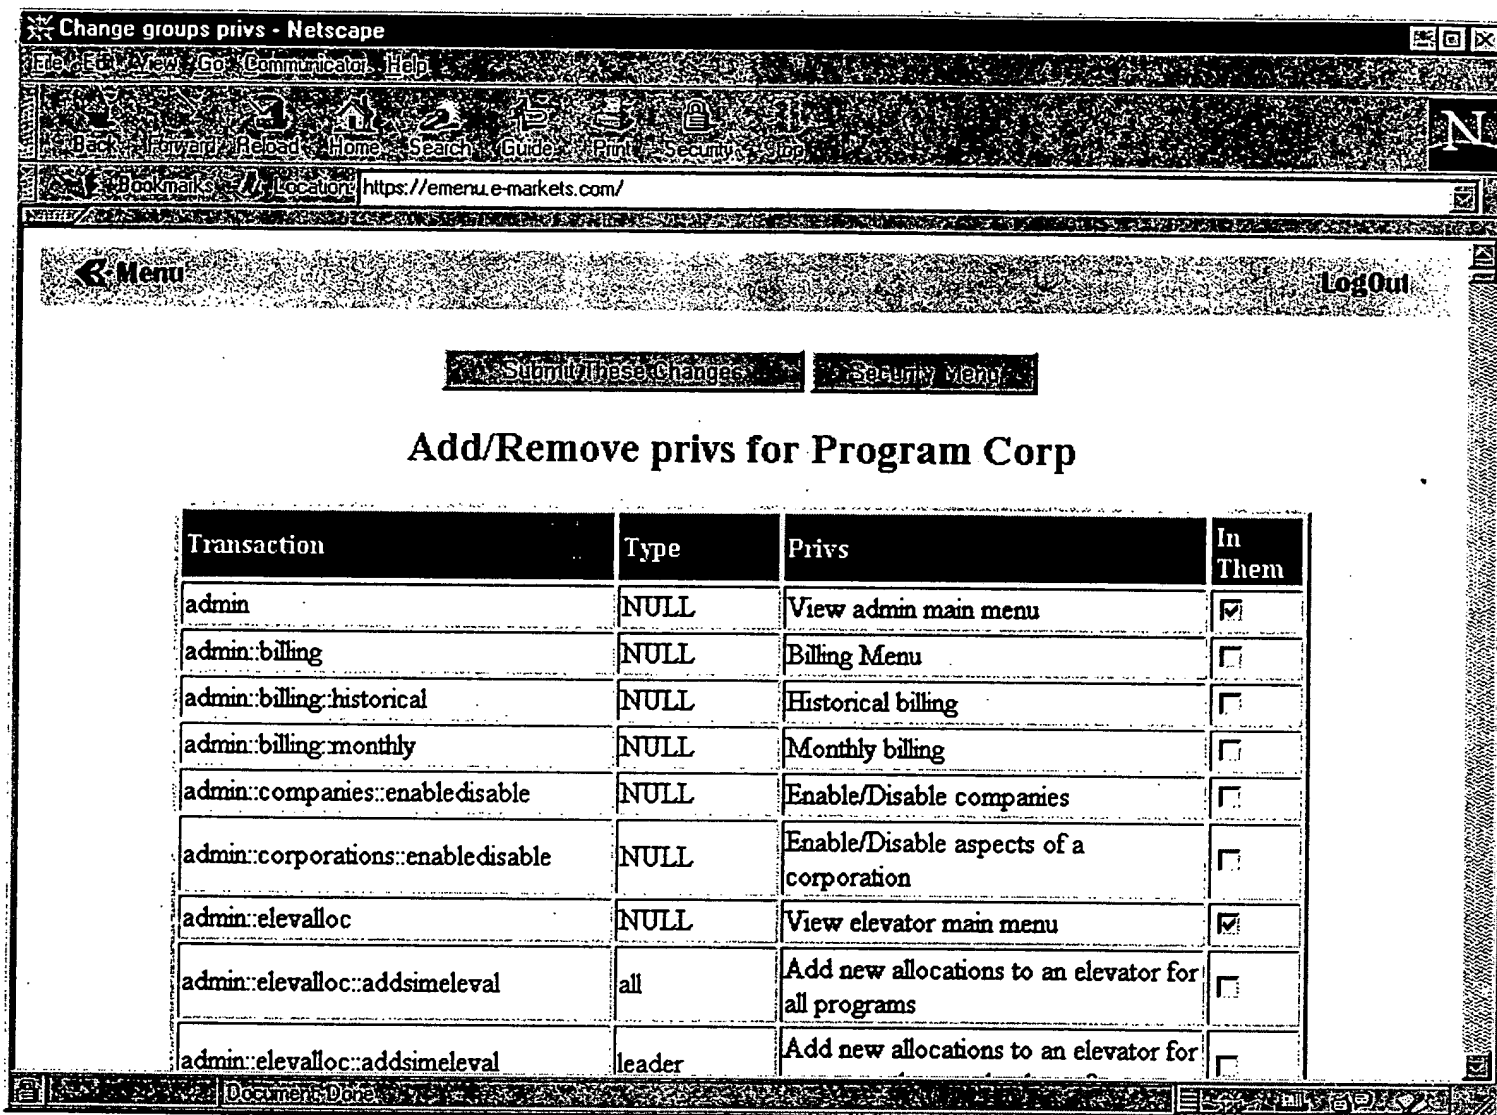 Change groups privs - Netscape
File Edit View Go Communicator Help
Back Forward Reload Home Search Guide Print Security Stop
N
Bookmarks Location: https://emenu.e-markets.com/
Menu LogOut
Submit These Changes Security Menu
Add/Remove privs for Program Corp
Transaction Type Privs In
Them
admin NULL View admin main menu
admin::billing NULL Billing Menu
admin::billing::historical NULL Historical billing
admin::billing::monthly NULL Monthly billing
admin::companies::enabledisable NULL Enable/Disable companies
admin::corporations::enabledisable NULL Enable/Disable aspects of a
corporation
admin::elevalloc NULL View elevator main menu
admin::elevalloc::addsimeleval all Add new allocations to an elevator for
all programs
admin::elevalloc::addsimeleval leader Add new allocations to an elevator for
Document: Done